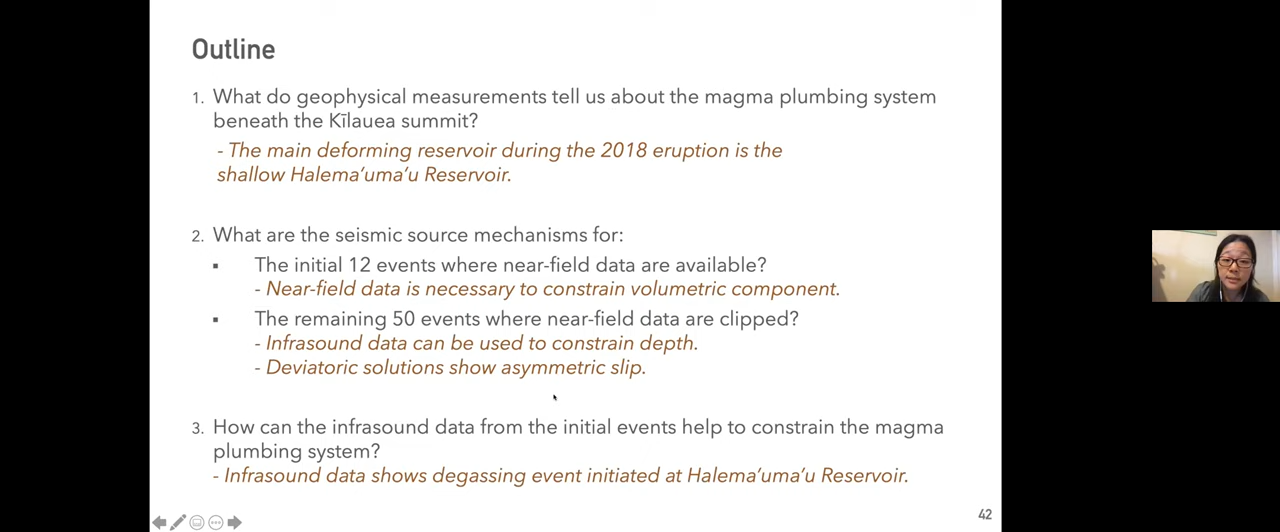 Outline
1. What do geophysical measurements tell us about the magma plumbing system
beneath the Kīlauea summit?
- The main deforming reservoir during the 2018 eruption is the
shallow Halema’uma’u Reservoir.
2. What are the seismic source mechanisms for:
▪ The initial 12 events where near-field data are available?
- Near-field data is necessary to constrain volumetric component.
▪ The remaining 50 events where near-field data are clipped?
- Infrasound data can be used to constrain depth.
- Deviatoric solutions show asymmetric slip.
3. How can the infrasound data from the initial events help to constrain the magma
plumbing system?
- Infrasound data shows degassing event initiated at Halema’uma’u Reservoir.
42